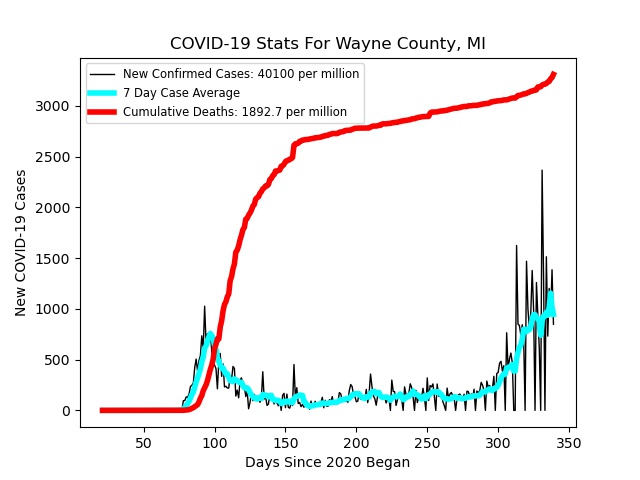 COVID-19 Stats For Wayne County, MI
New Confirmed Cases: 40100 per million
7 Day Case Average
Cumulative Deaths: 1892.7 per million
New COVID-19 Cases
3000
2500
2000
1500
1000
500
0
50
100
150
200
250
300
350
Days Since 2020 Began